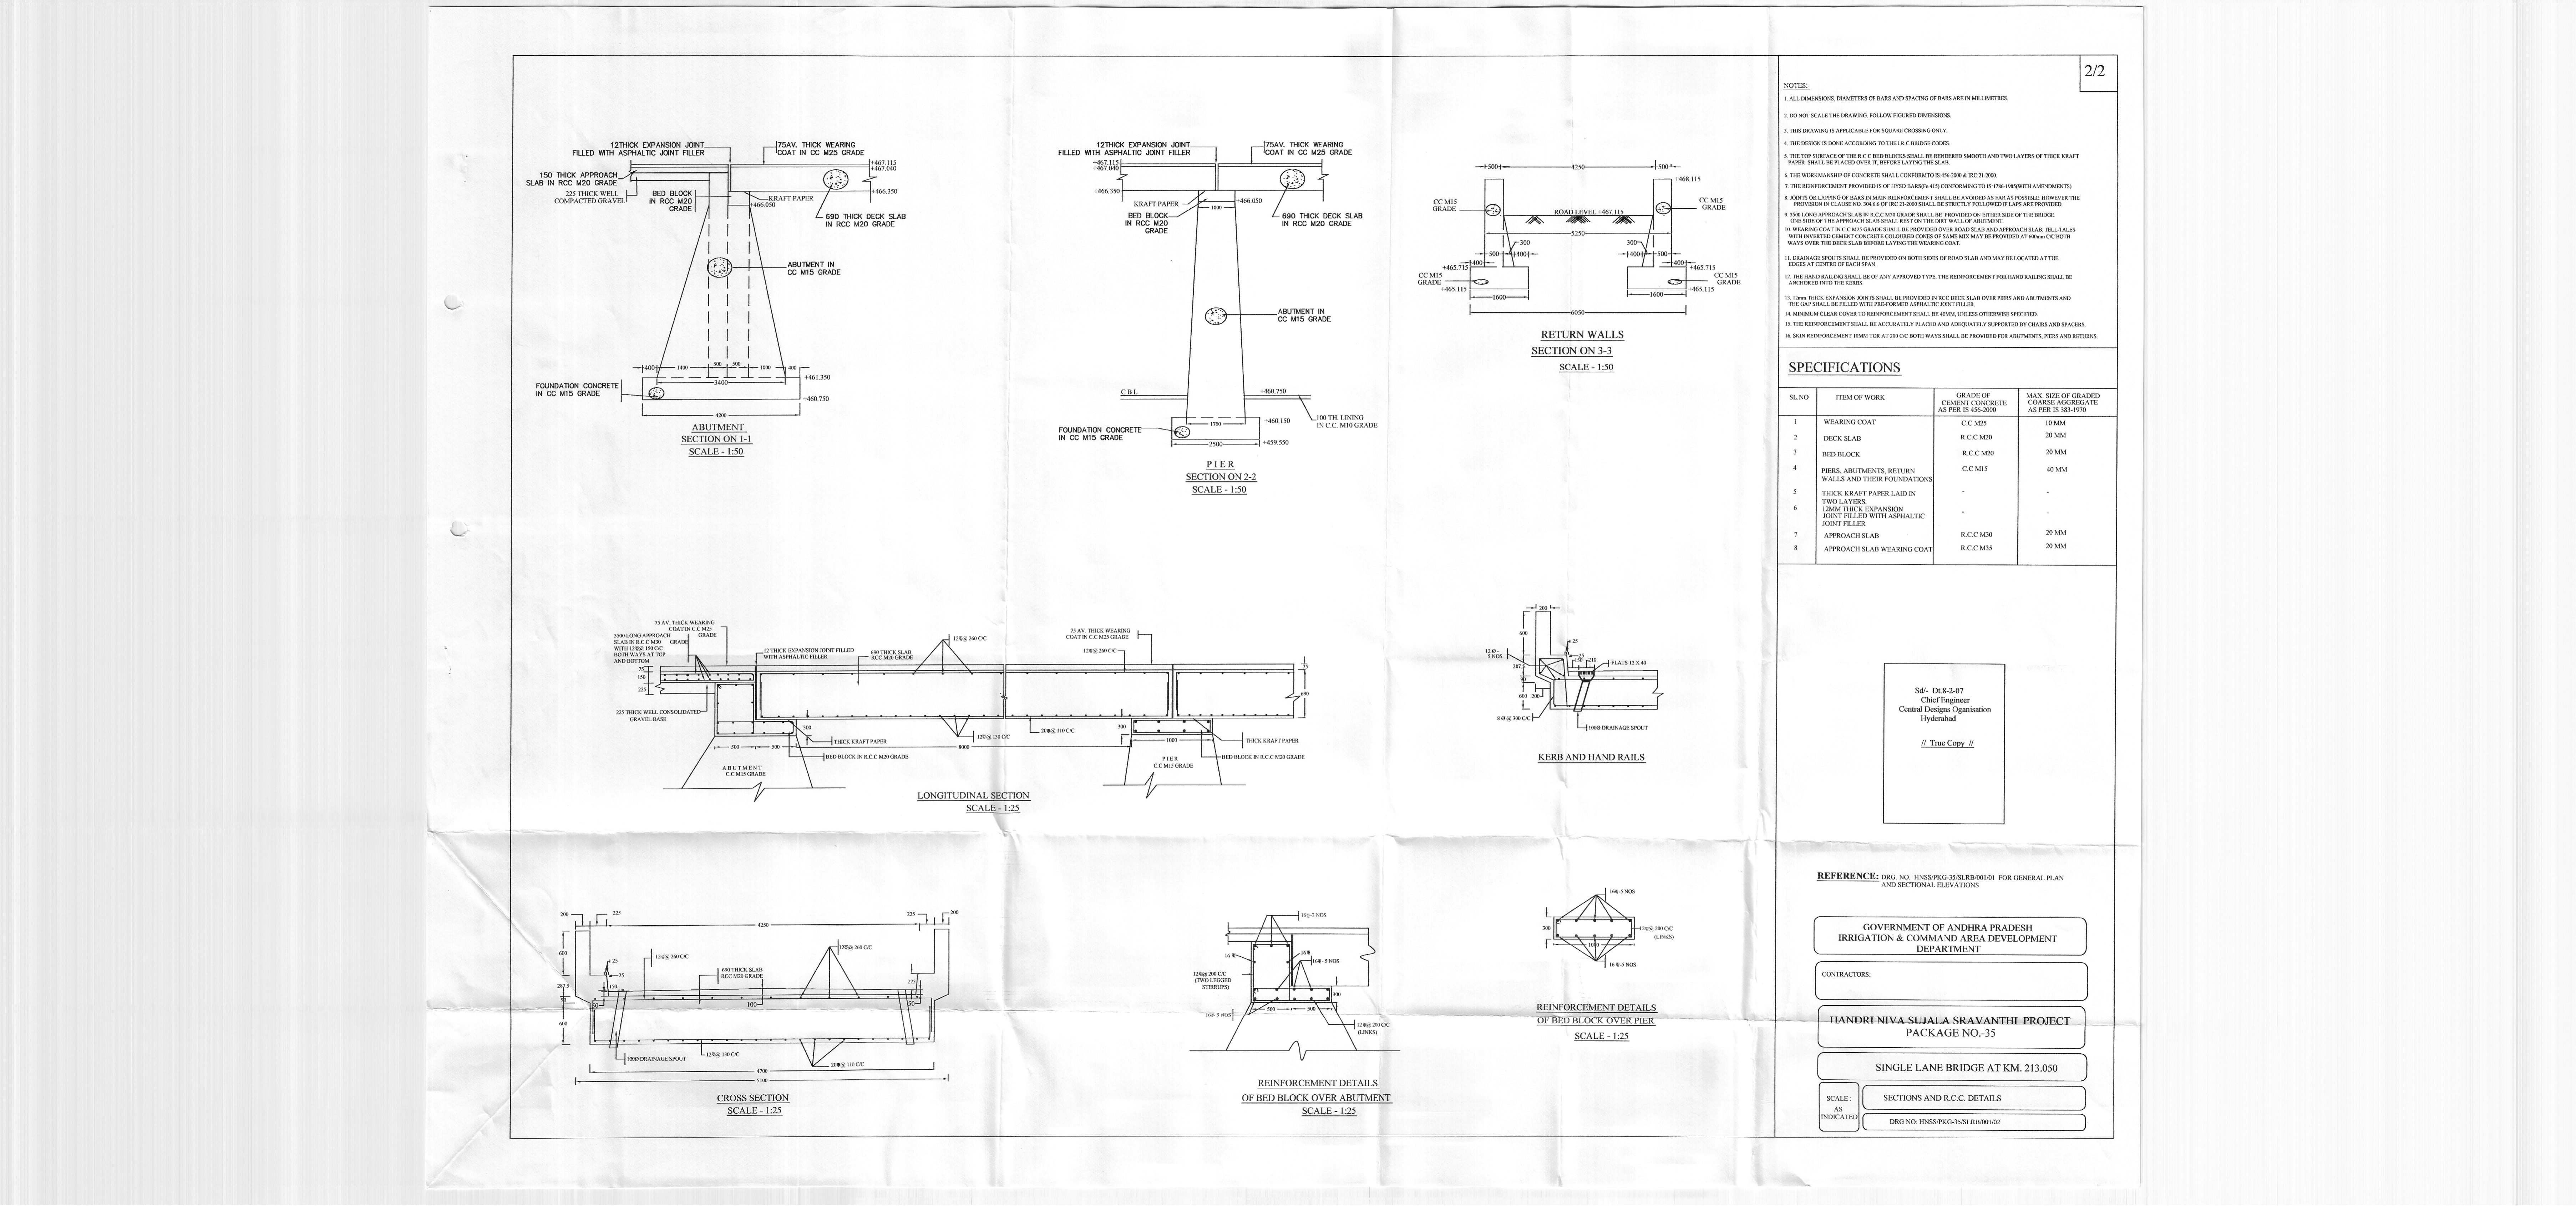 2/2
12THICK EXPANSION JOINT
FILLED WITH ASPHALTIC JOINT FILLER
75AV. THICK WEARING
COAT IN CC M25 GRADE
+467.115
+467.040
150 THICK APPROACH
SLAB IN RCC M20 GRADE
225 THICK WELL
COMPACTED GRAVEL
BED BLOCK
IN RCC M20
GRADE
KRAFT PAPER
+466.350
+466.050
690 THICK DECK SLAB
IN RCC M20 GRADE
ABUTMENT IN
CC M15 GRADE
400
1400
500
500
1000
400
3400
+461.350
FOUNDATION CONCRETE
IN CC M15 GRADE
+460.750
4200
ABUTMENT
SECTION ON 1-1
SCALE - 1:50
12THICK EXPANSION JOINT
FILLED WITH ASPHALTIC JOINT FILLER
75AV. THICK WEARING
COAT IN CC M25 GRADE
+467.115
+467.040
+466.350
KRAFT PAPER
BED BLOCK
IN RCC M20
GRADE
1000
+466.050
690 THICK DECK SLAB
IN RCC M20 GRADE
ABUTMENT IN
CC M15 GRADE
C B L
+460.750
100 TH. LINING
IN C.C. M10 GRADE
FOUNDATION CONCRETE
IN CC M15 GRADE
1700
+460.150
2500
+459.550
P I E R
SECTION ON 2-2
SCALE - 1:50
500
4250
500
+468.115
CC M15
GRADE
CC M15
GRADE
ROAD LEVEL +467.115
5250
300
300
500
400
400
500
400
400
+465.715
+465.715
CC M15
GRADE
CC M15
GRADE
+465.115
+465.115
1600
1600
6050
RETURN WALLS
SECTION ON 3-3
SCALE - 1:50
NOTES:-
1. ALL DIMENSIONS, DIAMETERS OF BARS AND SPACING OF BARS ARE IN MILLIMETRES.
2. DO NOT SCALE THE DRAWING. FOLLOW FIGURED DIMENSIONS.
3. THIS DRAWING IS APPLICABLE FOR SQUARE CROSSING ONLY.
4. THE DESIGN IS DONE ACCORDING TO THE I.R.C BRIDGE CODES.
5. THE TOP SURFACE OF THE R.C.C BED BLOCKS SHALL BE RENDERED SMOOTH AND TWO LAYERS OF THICK KRAFT
PAPER SHALL BE PLACED OVER IT, BEFORE LAYING THE SLAB.
6. THE WORKMANSHIP OF CONCRETE SHALL CONFORMTO IS:456-2000 & IRC:21-2000.
7. THE REINFORCEMENT PROVIDED IS OF HYSD BARS(Fe 415) CONFORMING TO IS:1786-1985(WITH AMENDMENTS)
8. JOINTS OR LAPPING OF BARS IN MAIN REINFORCEMENT SHALL BE AVOIDED AS FAR AS POSSIBLE. HOWEVER THE
PROVISION IN CLAUSE NO. 304.6.6 OF IRC 21-2000 SHALL BE STRICTLY FOLLOWED IF LAPS ARE PROVIDED.
9. 3500 LONG APPROACH SLAB IN R.C.C M30 GRADE SHALL BE PROVIDED ON EITHER SIDE OF THE BRIDGE.
ONE SIDE OF THE APPROACH SLAB SHALL REST ON THE DIRT WALL OF ABUTMENT.
10. WEARING COAT IN C.C M25 GRADE SHALL BE PROVIDED OVER ROAD SLAB AND APPROACH SLAB. TELL-TALES
WITH INVERTED CEMENT CONCRETE COLOURED CONES OF SAME MIX MAY BE PROVIDED AT 600mm C/C BOTH
WAYS OVER THE DECK SLAB BEFORE LAYING THE WEARING COAT.
11. DRAINAGE SPOUTS SHALL BE PROVIDED ON BOTH SIDES OF ROAD SLAB AND MAY BE LOCATED AT THE
EDGES AT CENTRE OF EACH SPAN.
12. THE HAND RAILING SHALL BE OF ANY APPROVED TYPE. THE REINFORCEMENT FOR HAND RAILING SHALL BE
ANCHORED INTO THE KERBS.
13. 12mm THICK EXPANSION JOINTS SHALL BE PROVIDED IN RCC DECK SLAB OVER PIERS AND ABUTMENTS AND
THE GAP SHALL BE FILLED WITH PRE-FORMED ASPHALTIC JOINT FILLER.
14. MINIMUM CLEAR COVER TO REINFORCEMENT SHALL BE 40MM, UNLESS OTHERWISE SPECIFIED.
15. THE REINFORCEMENT SHALL BE ACCURATELY PLACED AND ADEQUATELY SUPPORTED BY CHAIRS AND SPACERS.
16. SKIN REINFORCEMENT 10MM TOR AT 200 C/C BOTH WAYS SHALL BE PROVIDED FOR ABUTMENTS, PIERS AND RETURNS.
SPECIFICATIONS
SL.NO ITEM OF WORK GRADE OF CEMENT CONCRETE AS PER IS 456-2000 MAX. SIZE OF GRADED COARSE AGGREGATE AS PER IS 383-1970
1 WEARING COAT C.C M25 10 MM
2 DECK SLAB R.C.C M20 20 MM
3 BED BLOCK R.C.C M20 20 MM
4 PIERS, ABUTMENTS, RETURN C.C M15 40 MM
WALLS AND THEIR FOUNDATIONS
5 THICK KRAFT PAPER LAID IN - -
TWO LAYERS.
6 12MM THICK EXPANSION - -
JOINT FILLED WITH ASPHALTIC
JOINT FILLER
7 APPROACH SLAB R.C.C M30 20 MM
8 APPROACH SLAB WEARING COAT R.C.C M35 20 MM
75 AV. THICK WEARING
COAT IN C.C M25
GRADE
3500 LONG APPROACH
SLAB IN R.C.C M30 GRADE
WITH 12Φ@ 150 C/C
BOTH WAYS AT TOP
AND BOTTOM
75
150
225
12 THICK EXPANSION JOINT FILLED
WITH ASPHALTIC FILLER
690 THICK SLAB
RCC M20 GRADE
12Φ@ 260 C/C
75 AV. THICK WEARING
COAT IN C.C M25 GRADE
12Φ@ 260 C/C
690
225 THICK WELL CONSOLIDATED
GRAVEL BASE
300
THICK KRAFT PAPER
12Φ@ 130 C/C
20Φ@ 110 C/C
300
500
500
8000
1000
THICK KRAFT PAPER
BED BLOCK IN R.C.C M20 GRADE
BED BLOCK IN R.C.C M20 GRADE
ABUTMENT
C.C M15 GRADE
P I E R
C.C M15 GRADE
LONGITUDINAL SECTION
SCALE - 1:25
200
600
25
25
12 Ø -
5 NOS
150
210
FLATS 12 X 40
287
600
200
8 Ø @ 300 C/C
100Ø DRAINAGE SPOUT
KERB AND HAND RAILS
Sd/- Dt.8-2-07
Chief Engineer
Central Designs Oganisation
Hyderabad
// True Copy //
200
225
4250
225
200
600
25
25
12Φ@ 260 C/C
12Φ@ 260 C/C
690 THICK SLAB
RCC M20 GRADE
287.5
150
225
50
100
50
600
100Ø DRAINAGE SPOUT
12Φ@ 130 C/C
20Φ@ 110 C/C
4700
5100
CROSS SECTION
SCALE - 1:25
16Φ-3 NOS
16 Φ
16Φ
16Φ- 5 NOS
12Φ@ 200 C/C
(TWO LEGGED
STIRRUPS)
300
16Φ- 5 NOS
500
500
12Φ@ 200 C/C
(LINKS)
REINFORCEMENT DETAILS
OF BED BLOCK OVER ABUTMENT
SCALE - 1:25
16Φ-5 NOS
300
12Φ@ 200 C/C
(LINKS)
1000
16 Φ-5 NOS
REINFORCEMENT DETAILS
OF BED BLOCK OVER PIER
SCALE - 1:25
REFERENCE: DRG. NO. HNSS/PKG-35/SLRB/001/01 FOR GENERAL PLAN
AND SECTIONAL ELEVATIONS
GOVERNMENT OF ANDHRA PRADESH
IRRIGATION & COMMAND AREA DEVELOPMENT
DEPARTMENT
CONTRACTORS:
HANDRI NIVA SUJALA SRAVANTHI PROJECT
PACKAGE NO.-35
SINGLE LANE BRIDGE AT KM. 213.050
SCALE :
AS
INDICATED
SECTIONS AND R.C.C. DETAILS
DRG NO: HNSS/PKG-35/SLRB/001/02